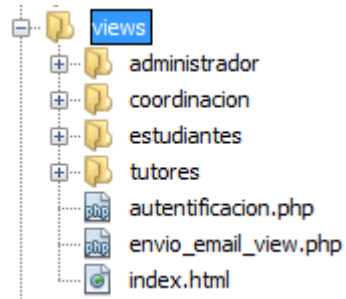 views
administrador
coordinacion
estudiantes
tutores
autentificacion.php
envio_email_view.php
index.html